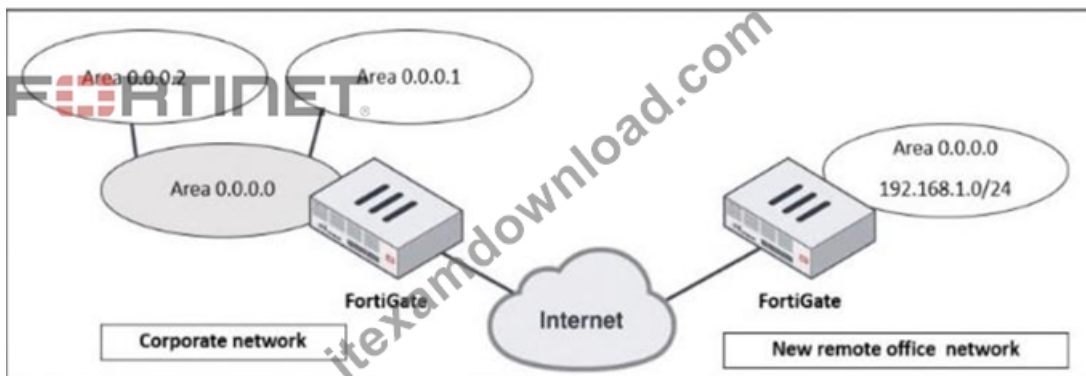 Area 0.0.0.2
Area 0.0.0.1
FORTINET®
Area 0.0.0.0
Area 0.0.0.0
192.168.1.0/24
FortiGate
Internet
FortiGate
Corporate network
New remote office network
itexamdownload.com